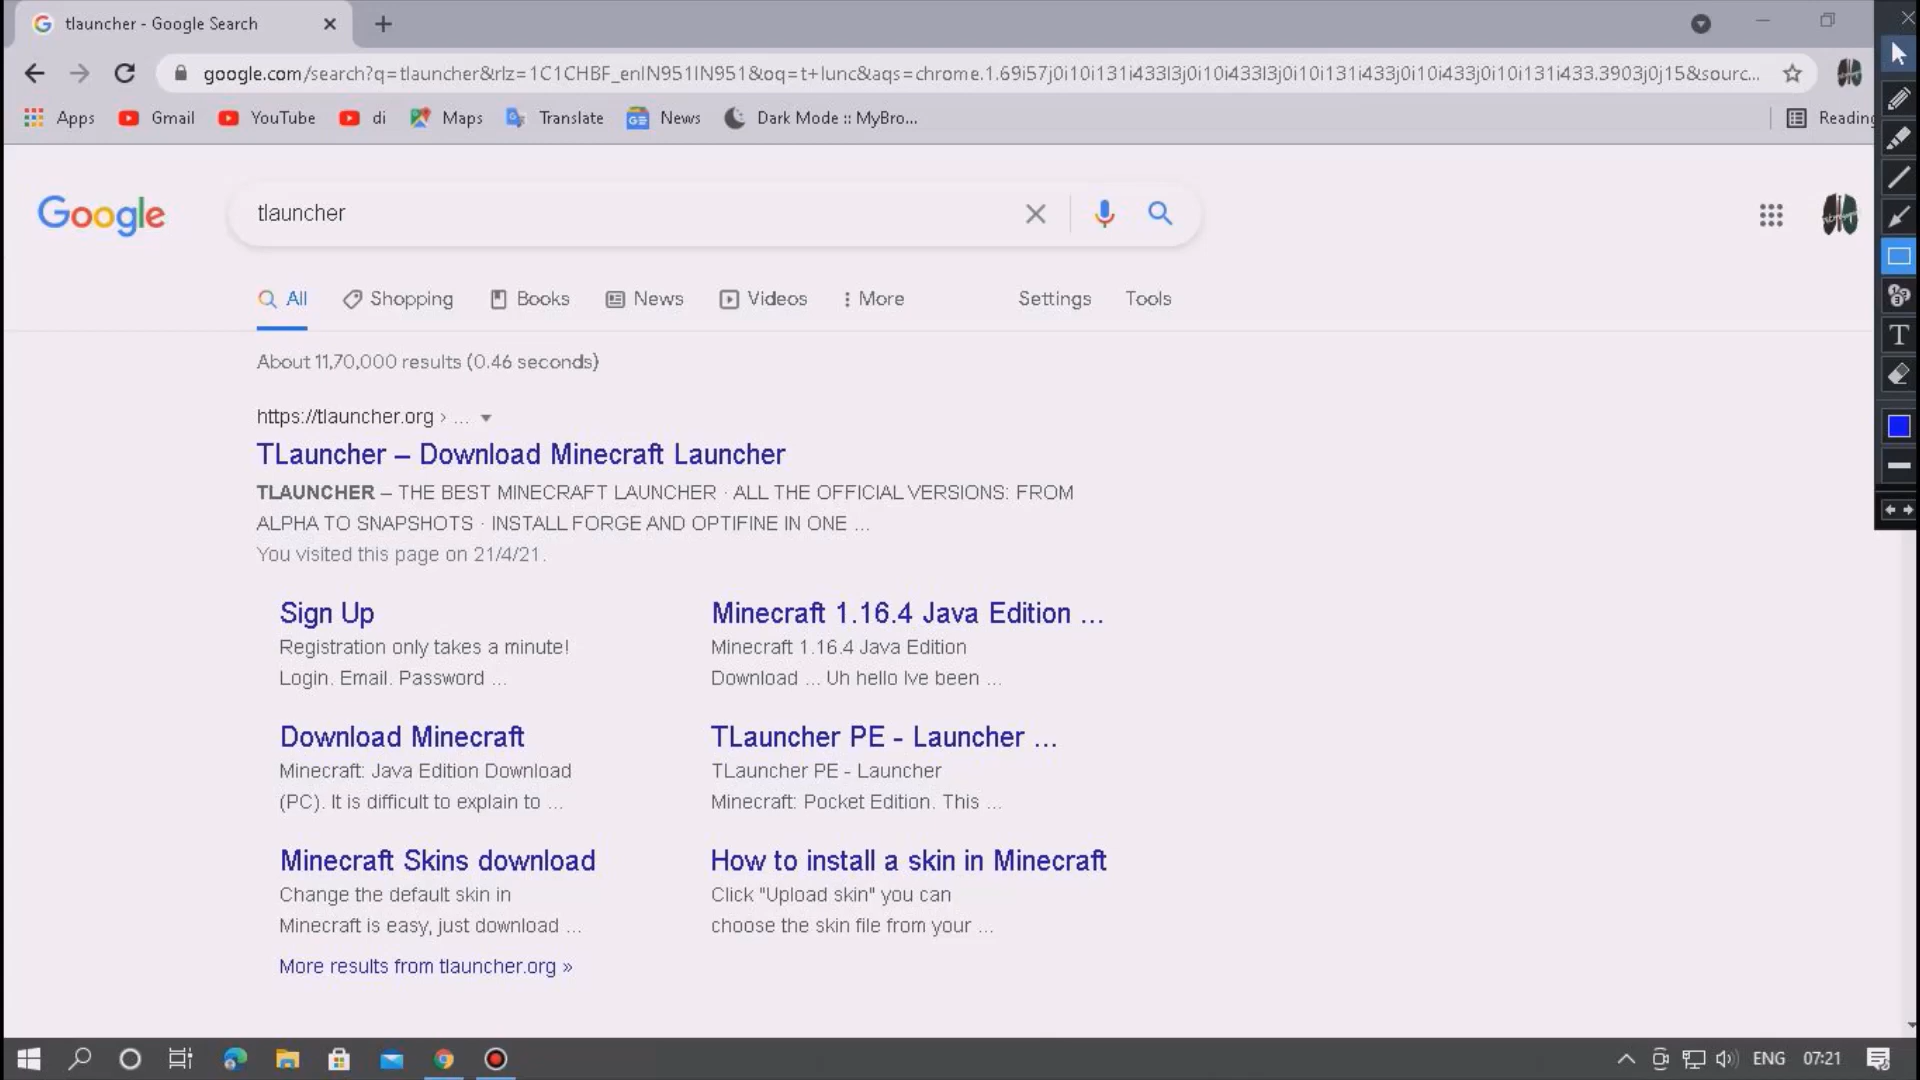 tlauncher - Google Search
google.com/search?q=tlauncher&rlz=1C1CHBF_enIN951IN951&oq=t+lunc&aqs=chrome.1.69i57j0i10i131i433l3j0i10i433l3j0i10i131i433j0i10i433j0i10i131i433.3903j0j15&sourc...
Apps Gmail YouTube di Maps Translate News Dark Mode :: MyBro... Reading
Google tlauncher
All Shopping Books News Videos More Settings Tools
About 11,70,000 results (0.46 seconds)
https://tlauncher.org › ...
TLauncher – Download Minecraft Launcher
TLAUNCHER – THE BEST MINECRAFT LAUNCHER · ALL THE OFFICIAL VERSIONS: FROM
ALPHA TO SNAPSHOTS · INSTALL FORGE AND OPTIFINE IN ONE ...
You visited this page on 21/4/21.
Sign Up
Registration only takes a minute!
Login. Email. Password ...
Minecraft 1.16.4 Java Edition ...
Minecraft 1.16.4 Java Edition
Download ... Uh hello Ive been ...
Download Minecraft
Minecraft: Java Edition Download
(PC). It is difficult to explain to ...
TLauncher PE - Launcher ...
TLauncher PE - Launcher
Minecraft: Pocket Edition. This ...
Minecraft Skins download
Change the default skin in
Minecraft is easy, just download ...
How to install a skin in Minecraft
Click "Upload skin" you can
choose the skin file from your ...
More results from tlauncher.org »
ENG 07:21